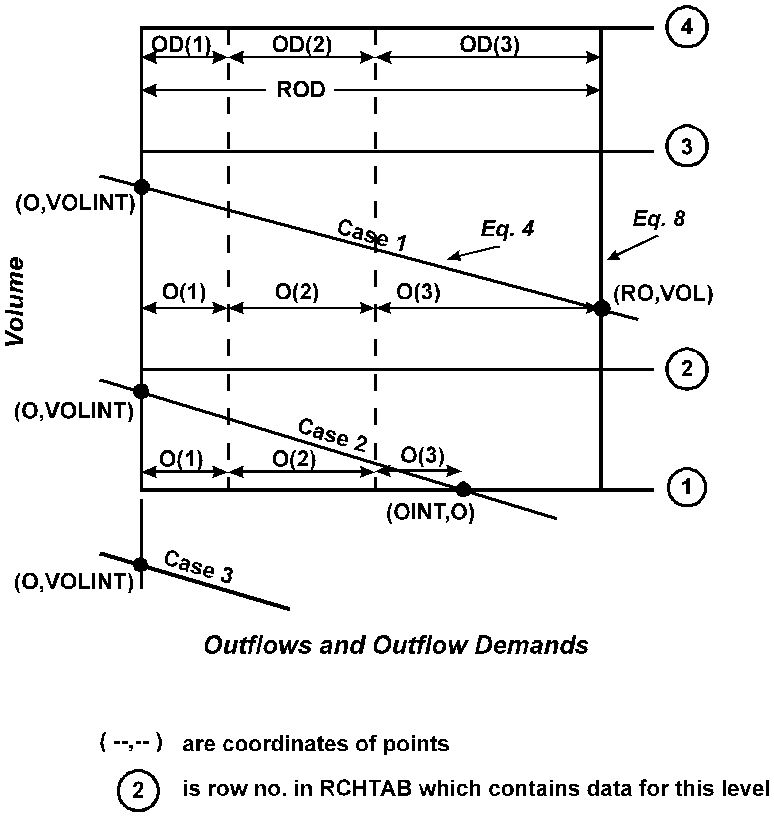 4
OD(1) OD(2) OD(3)
ROD
3
(O,VOLINT)
Case 1
Eq. 4
Eq. 8
Volume
O(1) O(2) O(3)
(RO,VOL)
2
(O,VOLINT)
Case 2
O(1) O(2) O(3)
1
(OINT,O)
Case 3
(O,VOLINT)
Outflows and Outflow Demands
( --,-- ) are coordinates of points
2 is row no. in RCHTAB which contains data for this level